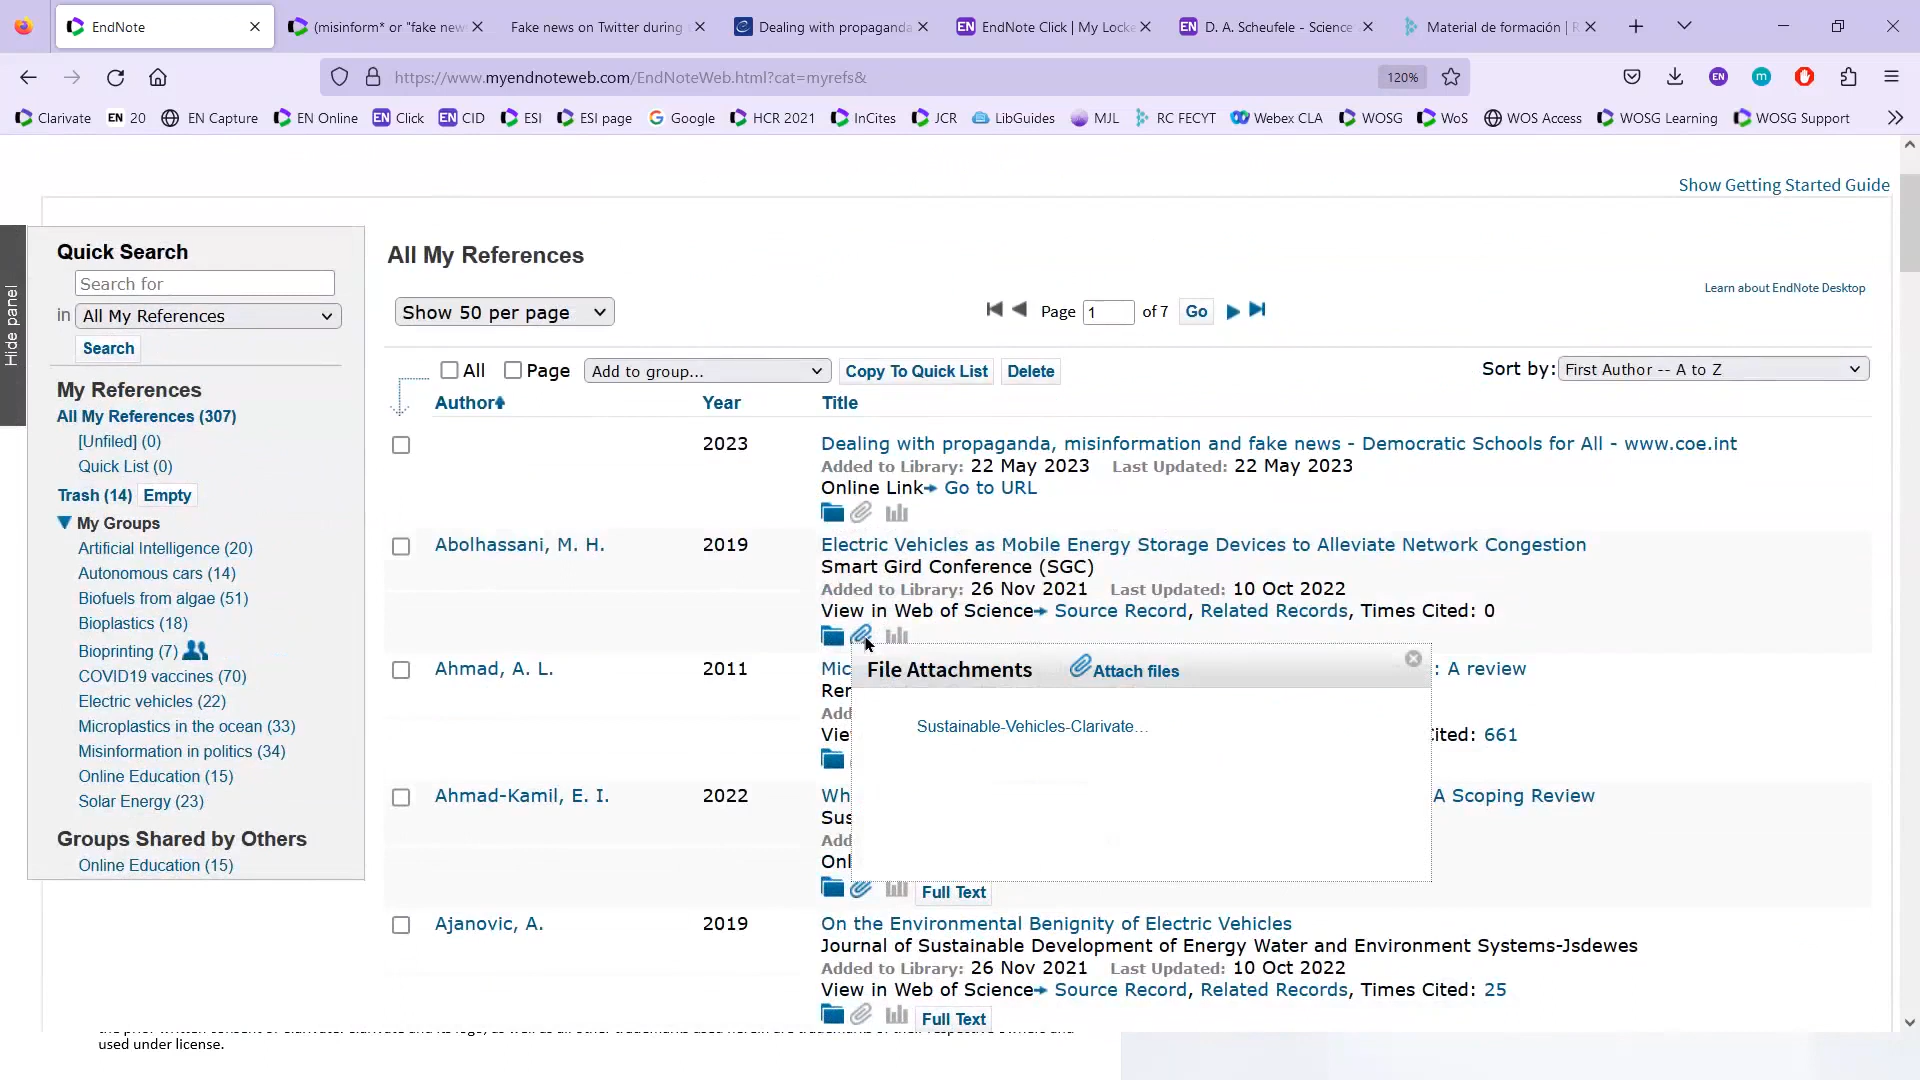 EndNote
(misinform* or "fake new
Fake news on Twitter during
Dealing with propaganda
EndNote Click | My Locke
D. A. Scheufele - Science
Material de formación | R
https://www.myendnoteweb.com/EndNoteWeb.html?cat=myrefs&
120%
Clarivate
EN 20
EN Capture
EN Online
Click
CID
ESI
ESI page
Google
HCR 2021
InCites
JCR
LibGuides
MJL
RC FECYT
Webex CLA
WOSG
WoS
WOS Access
WOSG Learning
WOSG Support
Show Getting Started Guide
Hide panel
Quick Search
Search for
in All My References
Search
My References
All My References (307)
[Unfiled] (0)
Quick List (0)
Trash (14) Empty
My Groups
Artificial Intelligence (20)
Autonomous cars (14)
Biofuels from algae (51)
Bioplastics (18)
Bioprinting (7)
COVID19 vaccines (70)
Electric vehicles (22)
Microplastics in the ocean (33)
Misinformation in politics (34)
Online Education (15)
Solar Energy (23)
Groups Shared by Others
Online Education (15)
All My References
Learn about EndNote Desktop
Show 50 per page
Page 1 of 7 Go
All Page Add to group... Copy To Quick List Delete
Sort by: First Author -- A to Z
Author Year Title
2023 Dealing with propaganda, misinformation and fake news - Democratic Schools for All - www.coe.int
Added to Library: 22 May 2023 Last Updated: 22 May 2023
Online Link Go to URL
Abolhassani, M. H. 2019 Electric Vehicles as Mobile Energy Storage Devices to Alleviate Network Congestion
Smart Gird Conference (SGC)
Added to Library: 26 Nov 2021 Last Updated: 10 Oct 2022
View in Web of Science Source Record, Related Records, Times Cited: 0
File Attachments Attach files
Sustainable-Vehicles-Clarivate...
Ahmad, A. L. 2011 Mic : A review
Ren
Add
Vie ited: 661
Ahmad-Kamil, E. I. 2022 Wh A Scoping Review
Sus
Add
Onl
Full Text
Ajanovic, A. 2019 On the Environmental Benignity of Electric Vehicles
Journal of Sustainable Development of Energy Water and Environment Systems-Jsdewes
Added to Library: 26 Nov 2021 Last Updated: 10 Oct 2022
View in Web of Science Source Record, Related Records, Times Cited: 25
Full Text
used under license.